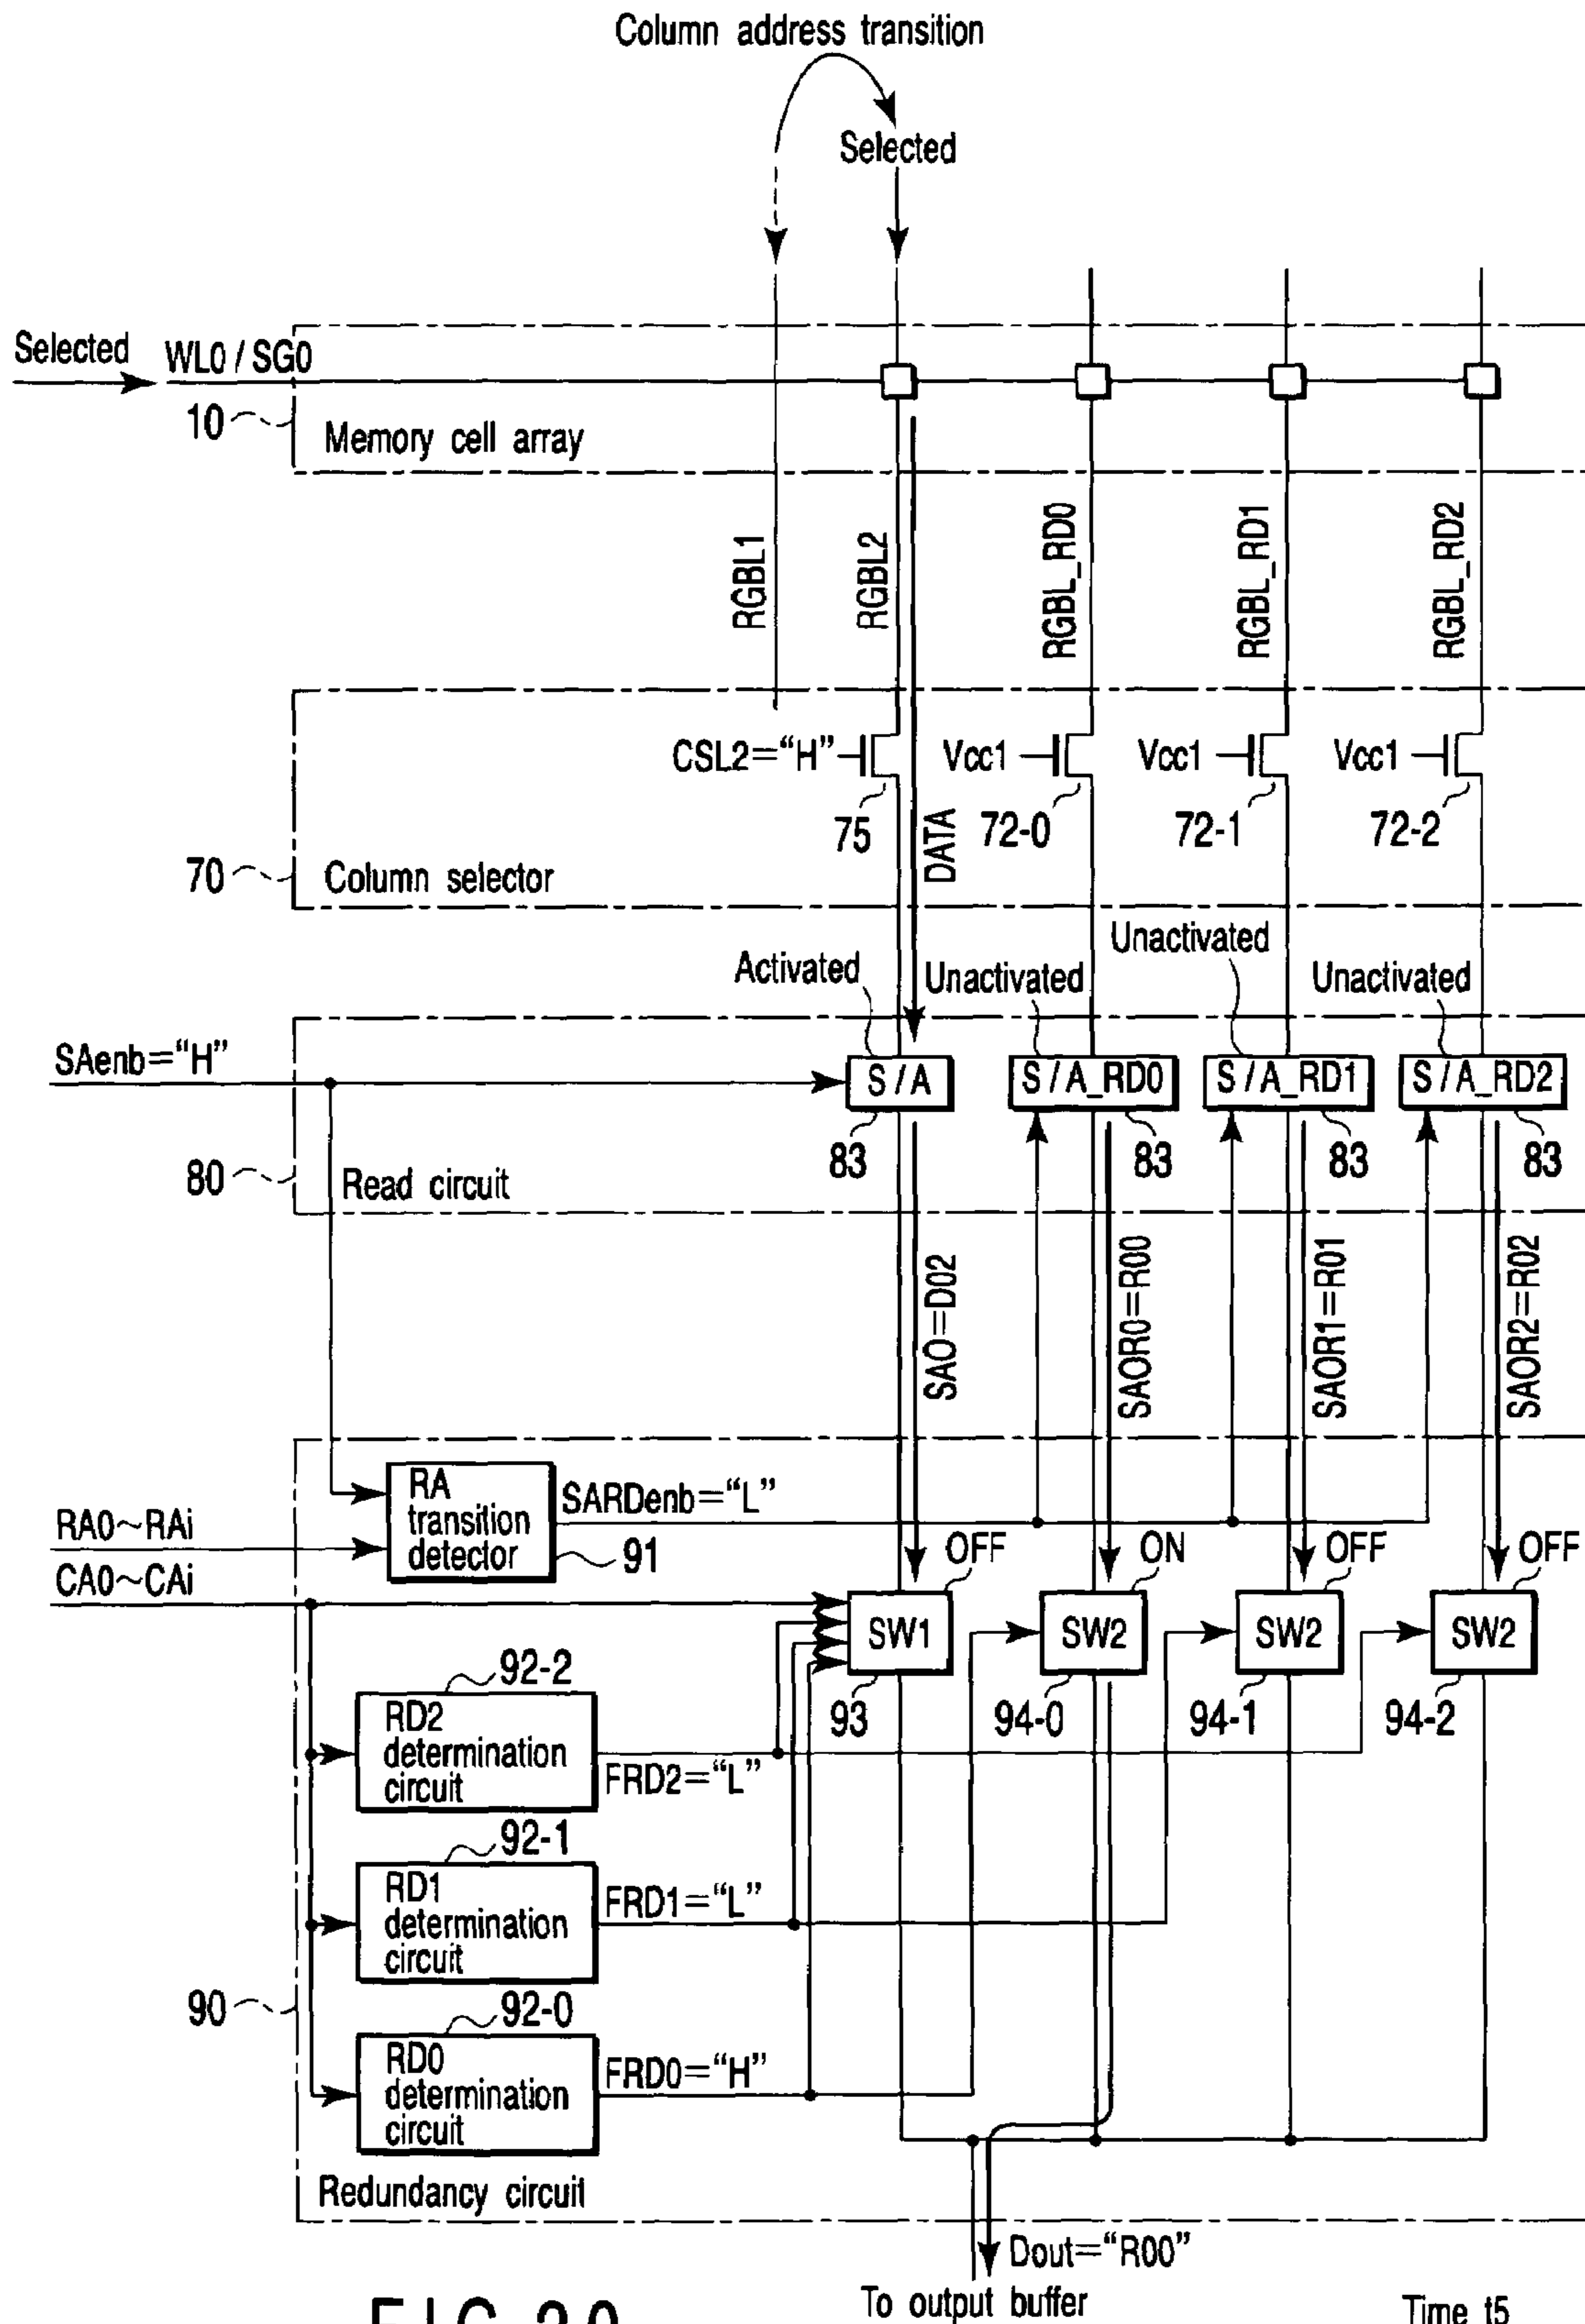 Column address transition
Selected
Selected
WL0 / SG0
10
Memory cell array
RGBL1
RGBL2
RGBL_RD0
RGBL_RD1
RGBL_RD2
CSL2="H"
Vcc1
Vcc1
Vcc1
75
72-0
72-1
72-2
DATA
70
Column selector
Activated
Unactivated
Unactivated
Unactivated
SAenb="H"
S / A
S / A_RD0
S / A_RD1
S / A_RD2
83
83
83
83
80
Read circuit
SAO=D02
SAOR0=R00
SAOR1=R01
SAOR2=R02
RA
transition
detector
SARDenb="L"
RA0~RAi
91
CA0~CAi
OFF
ON
OFF
OFF
SW1
SW2
SW2
SW2
93
94-0
94-1
94-2
92-2
RD2
determination
circuit
FRD2="L"
92-1
RD1
determination
circuit
FRD1="L"
90
92-0
RD0
determination
circuit
FRD0="H"
Redundancy circuit
Dout="R00"
To output buffer
Time t5